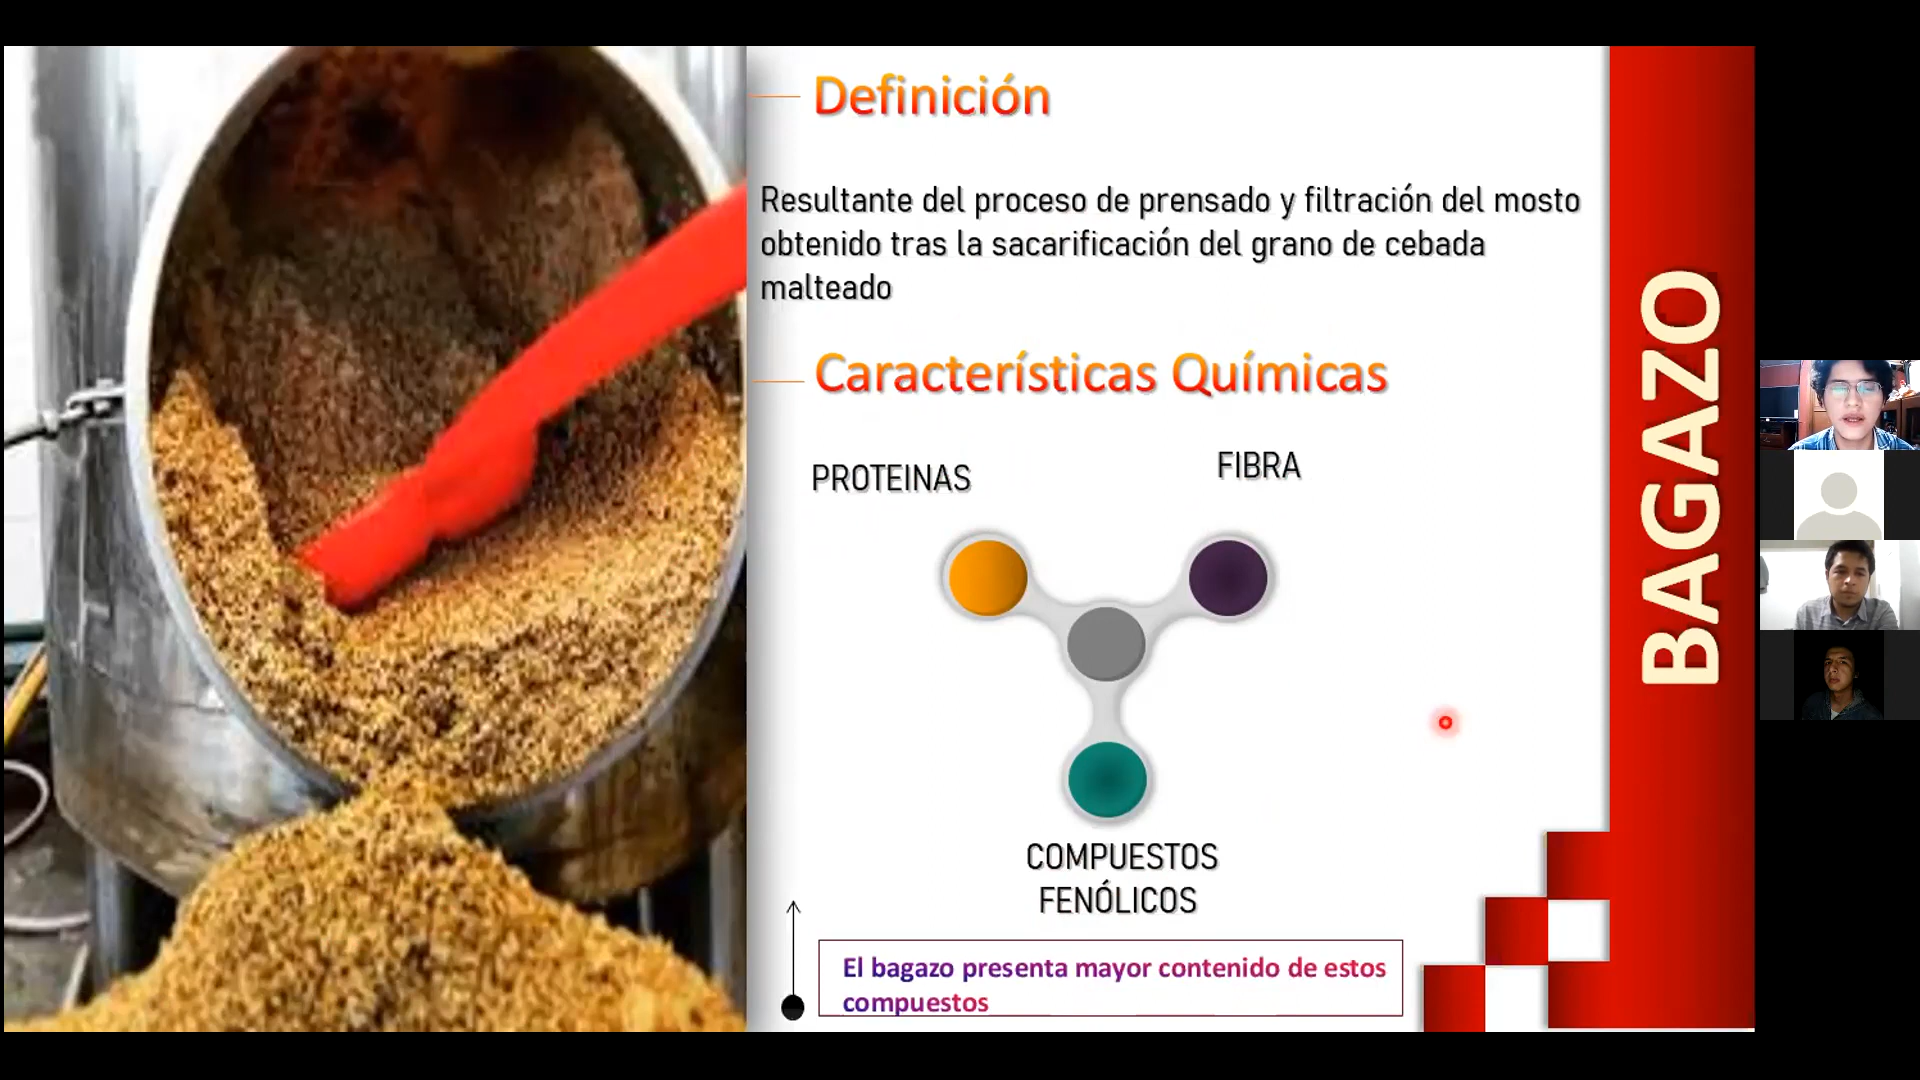 Definición
Resultante del proceso de prensado y filtración del mosto
obtenido tras la sacarificación del grano de cebada
malteado
Características Químicas
PROTEINAS
FIBRA
COMPUESTOS
FENÓLICOS
El bagazo presenta mayor contenido de estos
compuestos
BAGAZO